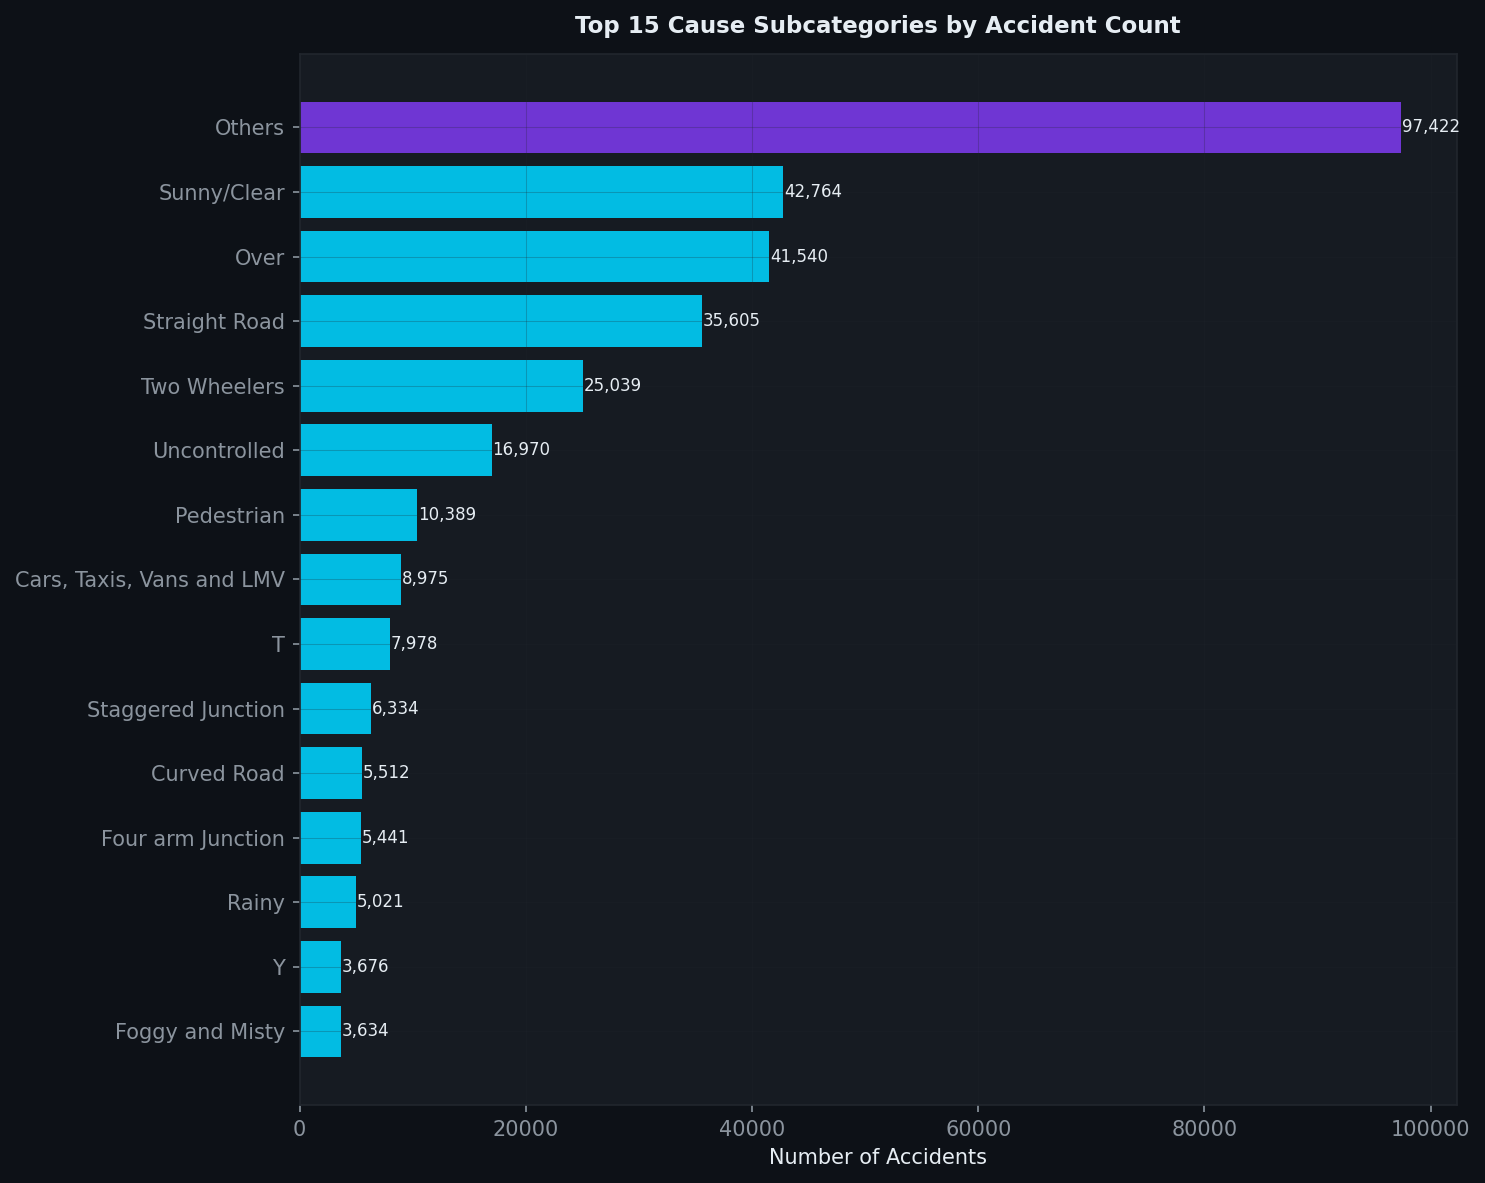 Top 15 Cause Subcategories by Accident Count
Others 97,422
Sunny/Clear 42,764
Over 41,540
Straight Road 35,605
Two Wheelers 25,039
Uncontrolled 16,970
Pedestrian 10,389
Cars, Taxis, Vans and LMV 8,975
T 7,978
Staggered Junction 6,334
Curved Road 5,512
Four arm Junction 5,441
Rainy 5,021
Y 3,676
Foggy and Misty 3,634
0 20000 40000 60000 80000 100000
Number of Accidents